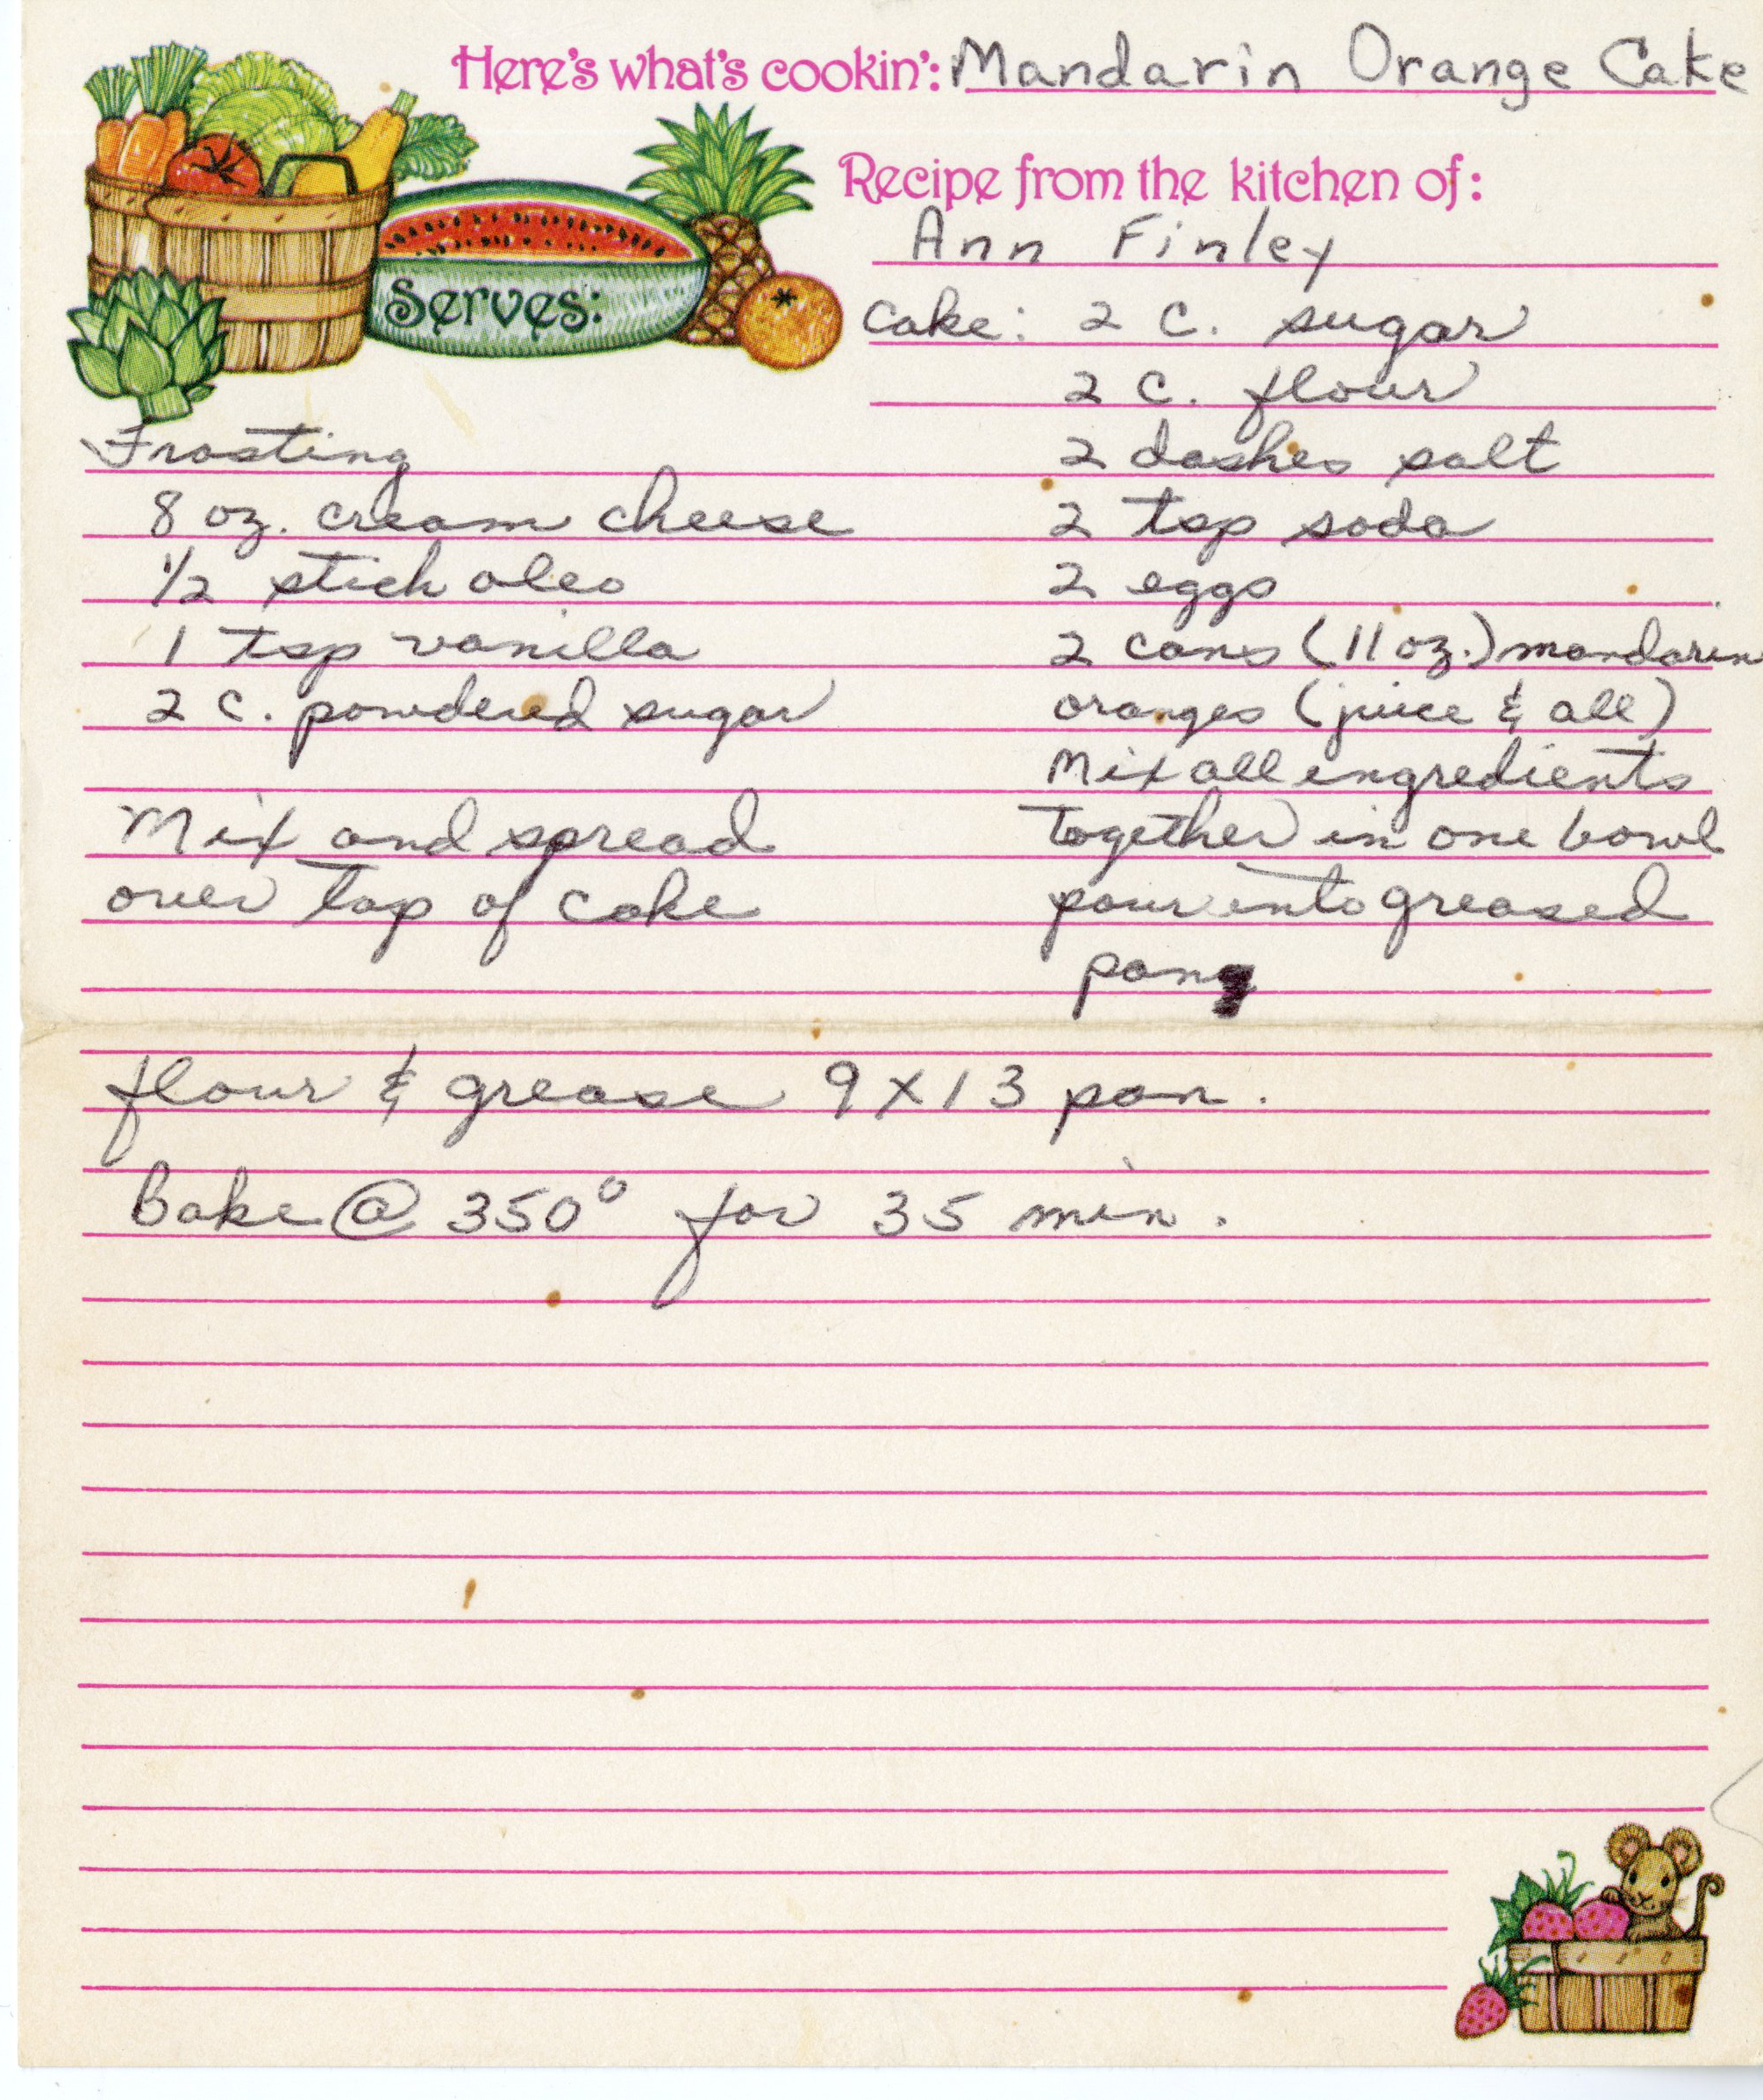 Here's what's cookin': Mandarin Orange Cake
Recipe from the kitchen of:
Ann Finley
Serves:
Cake: 2 C. sugar
2 C. flour
2 dashes salt
2 tsp soda
2 eggs
2 cans (11 oz.) mandarin
oranges (juice & all)
Mix all ingredients
together in one bowl
pour into greased
pan
Frosting
8 oz. cream cheese
1/2 stick oleo
1 tsp vanilla
2 C. powdered sugar
Mix and spread
over top of cake
flour & grease 9X13 pan.
Bake @ 350° for 35 min.